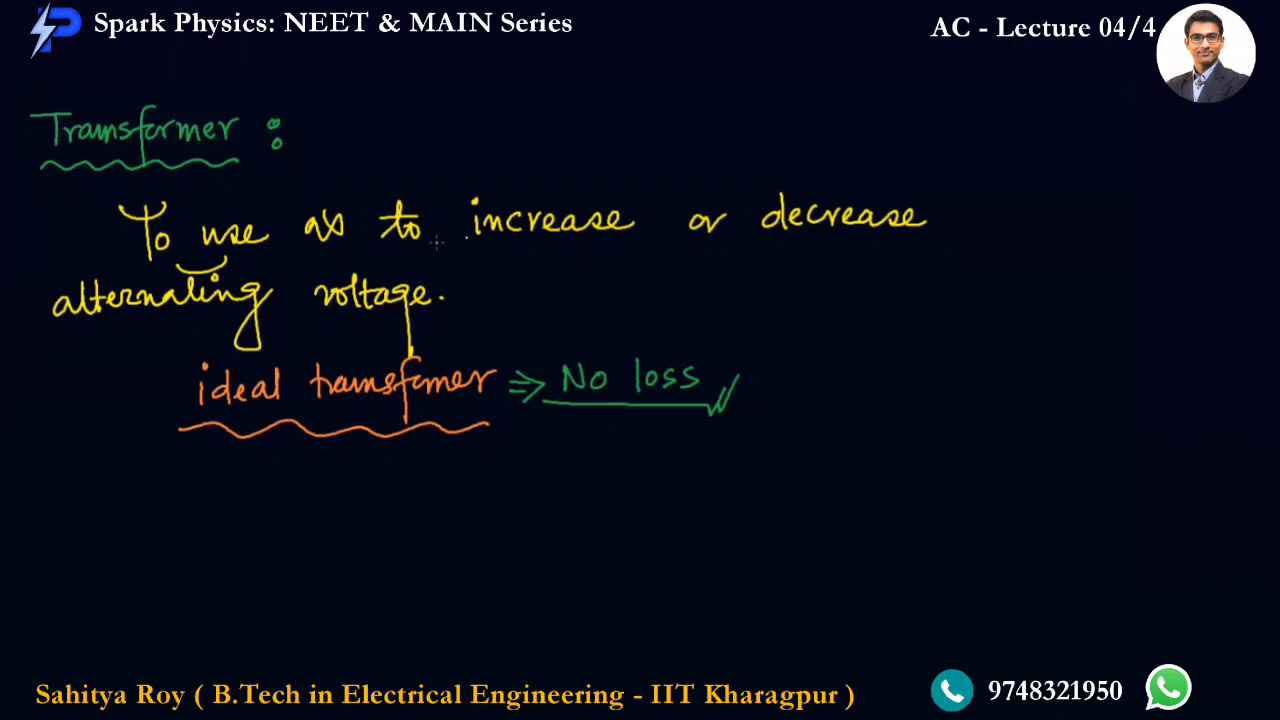 Spark Physics: NEET & MAIN Series
AC - Lecture 04/4
Transformer :
To use as to increase or decrease
alternating voltage.
ideal transformer ⇒ No loss
Sahitya Roy ( B.Tech in Electrical Engineering - IIT Kharagpur )
9748321950